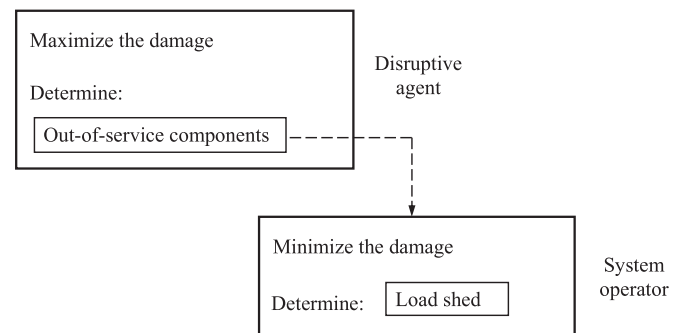 Maximize the damage
Disruptive
agent
Determine:
Out-of-service components
Minimize the damage
System
operator
Determine:
Load shed